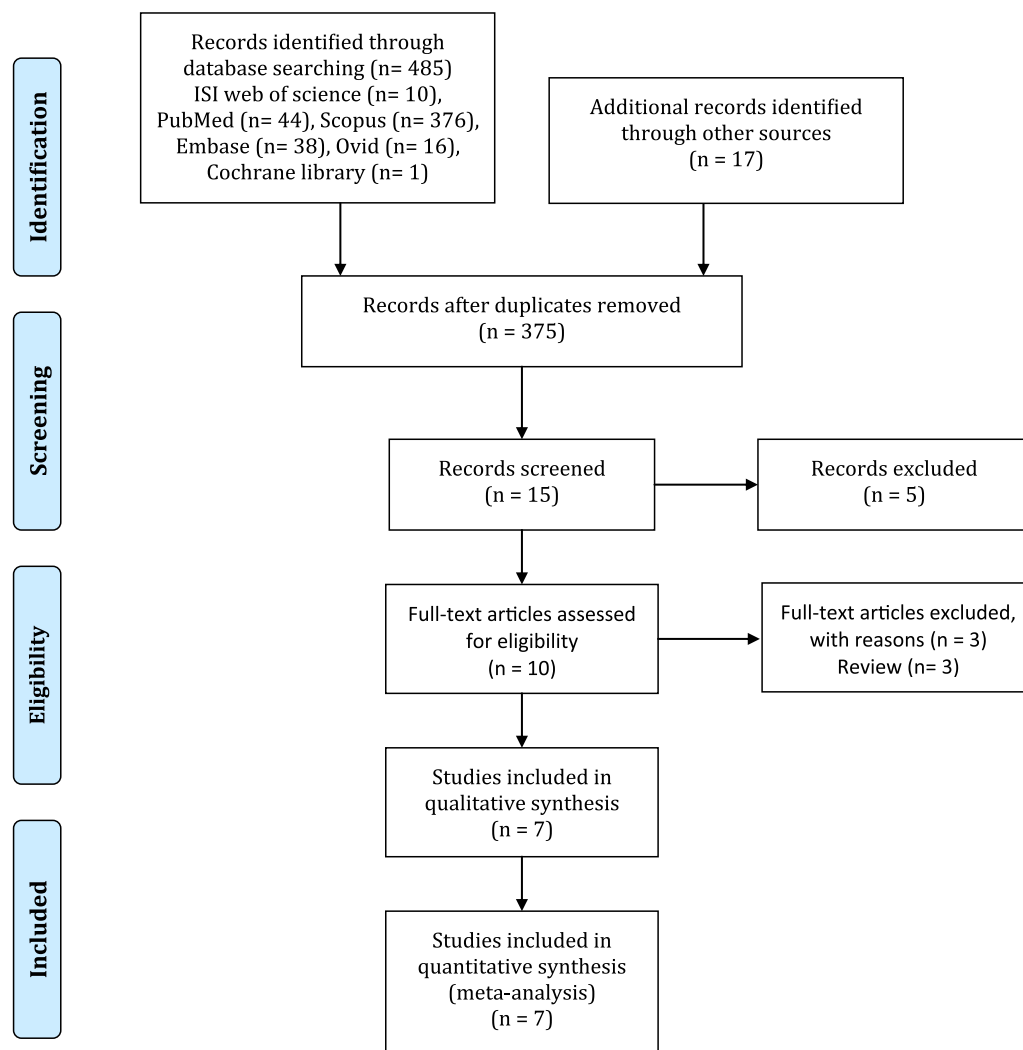 Identification
Records identified through
database searching (n= 485)
ISI web of science (n= 10),
PubMed (n= 44), Scopus (n= 376),
Embase (n= 38), Ovid (n= 16),
Cochrane library (n= 1)
Additional records identified
through other sources
(n = 17)
Records after duplicates removed
(n = 375)
Screening
Records screened
(n = 15)
Records excluded
(n = 5)
Eligibility
Full-text articles assessed
for eligibility
(n = 10)
Full-text articles excluded,
with reasons (n = 3)
Review (n= 3)
Studies included in
qualitative synthesis
(n = 7)
Included
Studies included in
quantitative synthesis
(meta-analysis)
(n = 7)